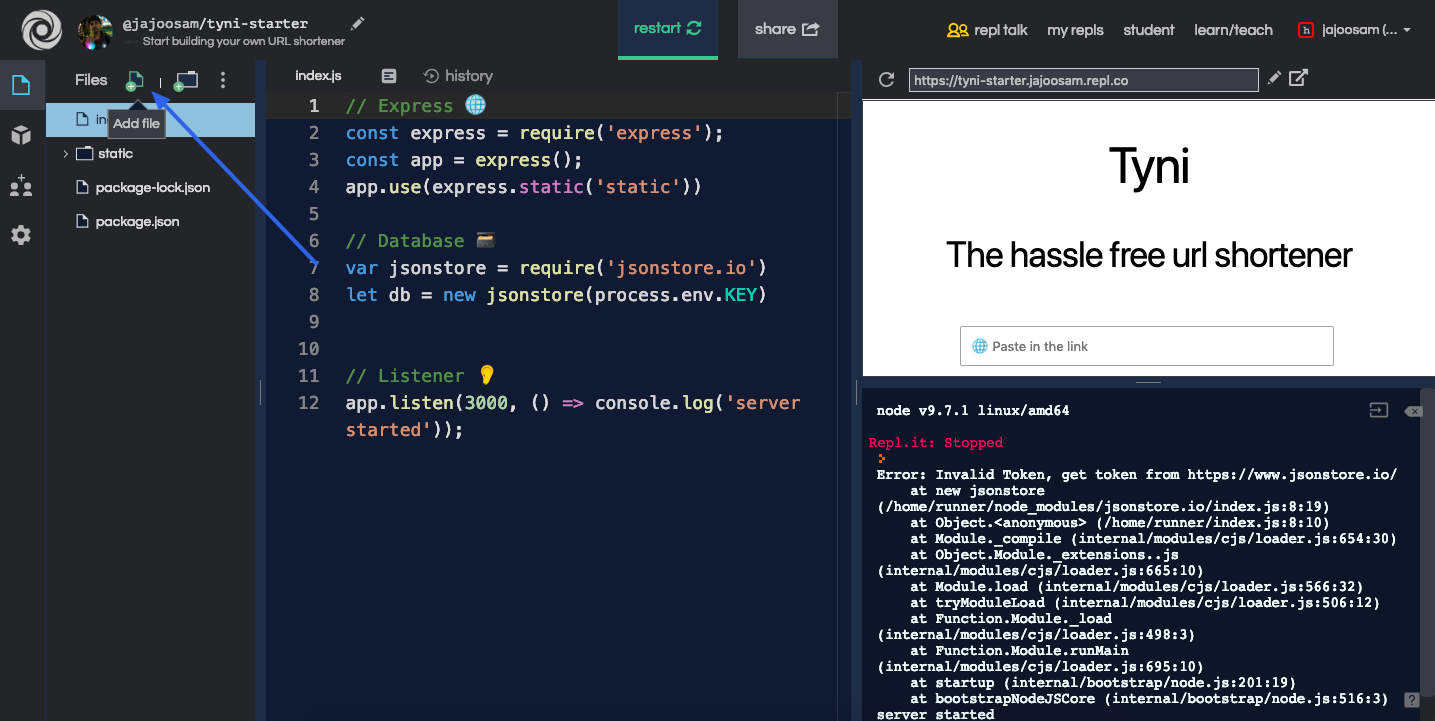 @jajoosam/tyni-starter
Start building your own URL shortener
restart
share
repl talk
my repls
student
learn/teach
h
jajoosam (...
Files
Add file
static
package-lock.json
package.json
index.js
history
1 // Express 🌐
2 const express = require('express');
3 const app = express();
4 app.use(express.static('static'))
5
6 // Database 🗃️
7 var jsonstore = require('jsonstore.io')
8 let db = new jsonstore(process.env.KEY)
9
10
11 // Listener 👂
12 app.listen(3000, () => console.log('server
started'));
https://tyni-starter.jajoosam.repl.co
Tyni
The hassle free url shortener
🌐 Paste in the link
node v9.7.1 linux/amd64
Repl.it: Stopped
Error: Invalid Token, get token from https://www.jsonstore.io/
at new jsonstore
(/home/runner/node_modules/jsonstore.io/index.js:8:19)
at Object.<anonymous> (/home/runner/index.js:8:10)
at Module._compile (internal/modules/cjs/loader.js:654:30)
at Object.Module._extensions..js
(internal/modules/cjs/loader.js:665:10)
at Module.load (internal/modules/cjs/loader.js:566:32)
at tryModuleLoad (internal/modules/cjs/loader.js:506:12)
at Function.Module._load
(internal/modules/cjs/loader.js:498:3)
at Function.Module.runMain
(internal/modules/cjs/loader.js:695:10)
at startup (internal/bootstrap/node.js:201:19)
at bootstrapNodeJSCore (internal/bootstrap/node.js:516:3)
server started
?